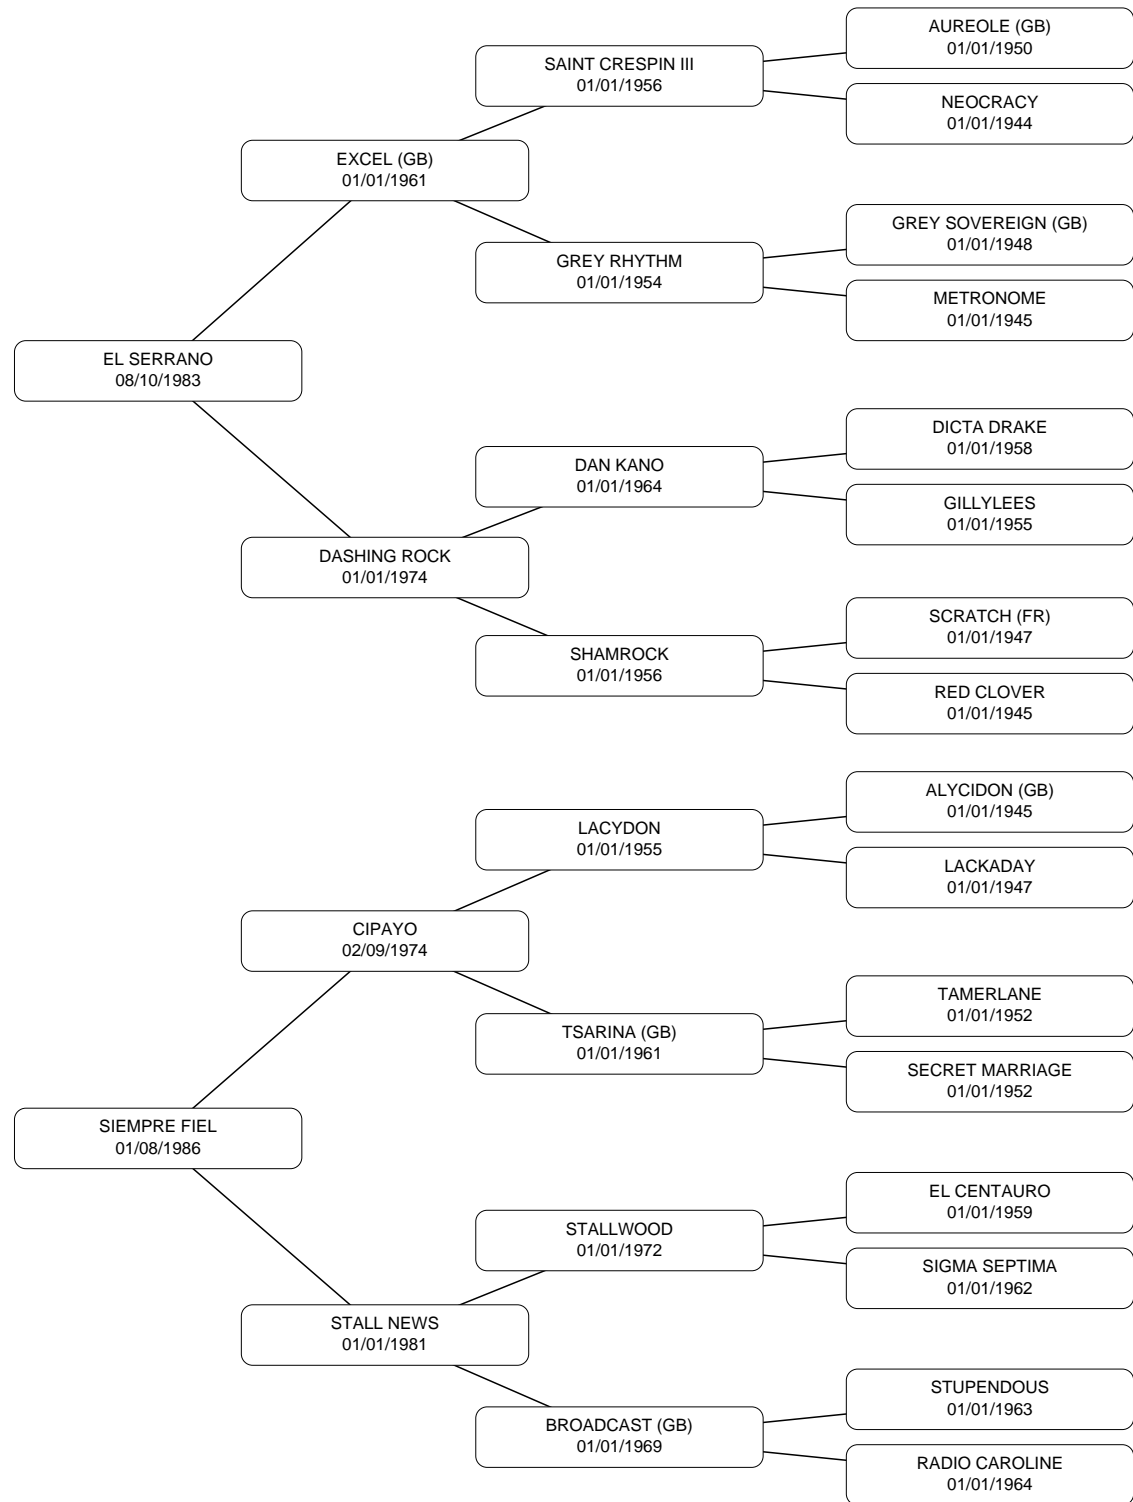 AUREOLE (GB)
01/01/1950
SAINT CRESPIN III
01/01/1956
NEOCRACY
01/01/1944
EXCEL (GB)
01/01/1961
GREY SOVEREIGN (GB)
01/01/1948
GREY RHYTHM
01/01/1954
METRONOME
01/01/1945
EL SERRANO
08/10/1983
DICTA DRAKE
01/01/1958
DAN KANO
01/01/1964
GILLYLEES
01/01/1955
DASHING ROCK
01/01/1974
SCRATCH (FR)
01/01/1947
SHAMROCK
01/01/1956
RED CLOVER
01/01/1945
ALYCIDON (GB)
01/01/1945
LACYDON
01/01/1955
LACKADAY
01/01/1947
CIPAYO
02/09/1974
TAMERLANE
01/01/1952
TSARINA (GB)
01/01/1961
SECRET MARRIAGE
01/01/1952
SIEMPRE FIEL
01/08/1986
EL CENTAURO
01/01/1959
STALLWOOD
01/01/1972
SIGMA SEPTIMA
01/01/1962
STALL NEWS
01/01/1981
STUPENDOUS
01/01/1963
BROADCAST (GB)
01/01/1969
RADIO CAROLINE
01/01/1964